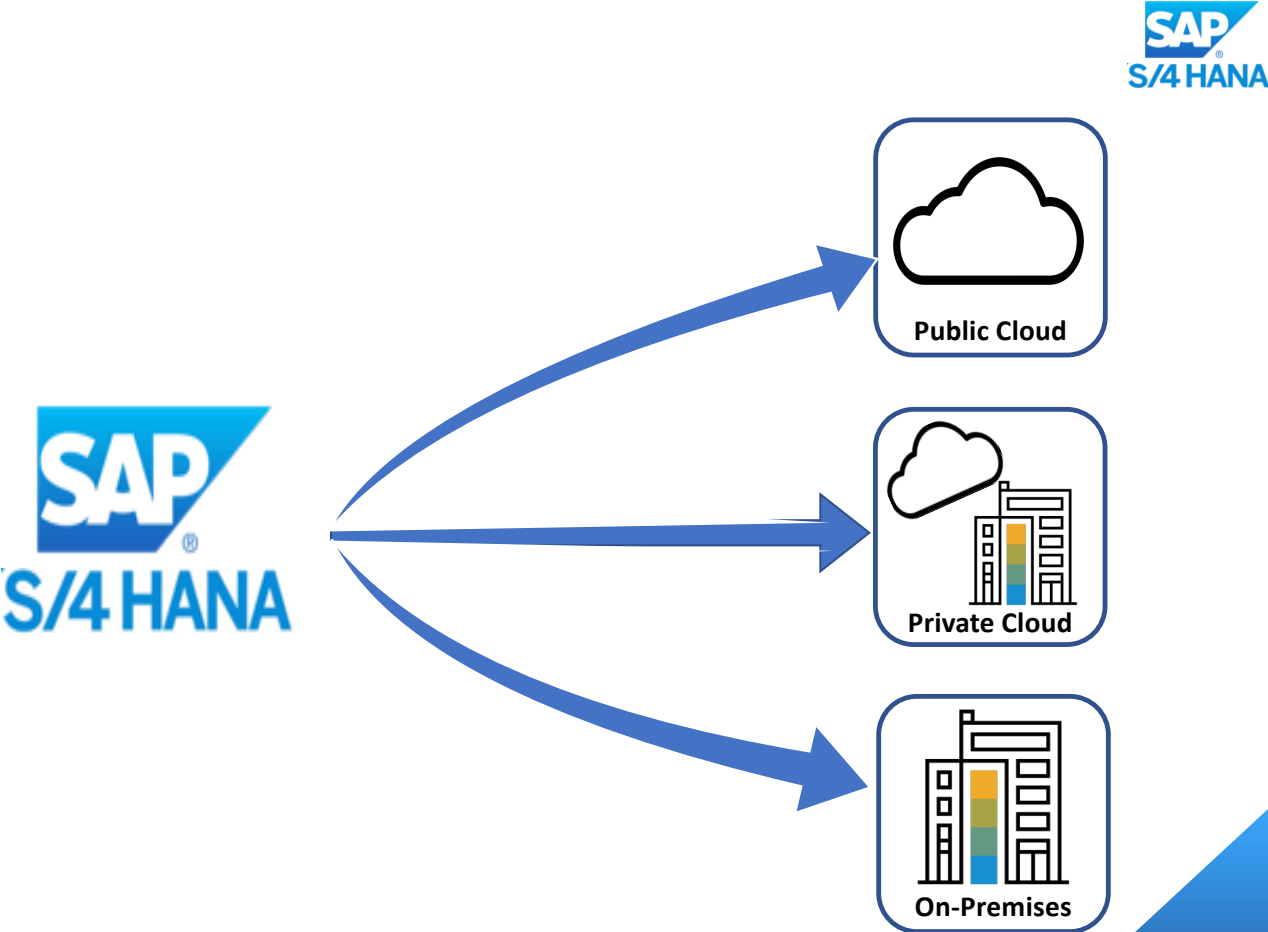 SAP
®
S/4 HANA
Public Cloud
SAP
®
S/4 HANA
Private Cloud
On-Premises